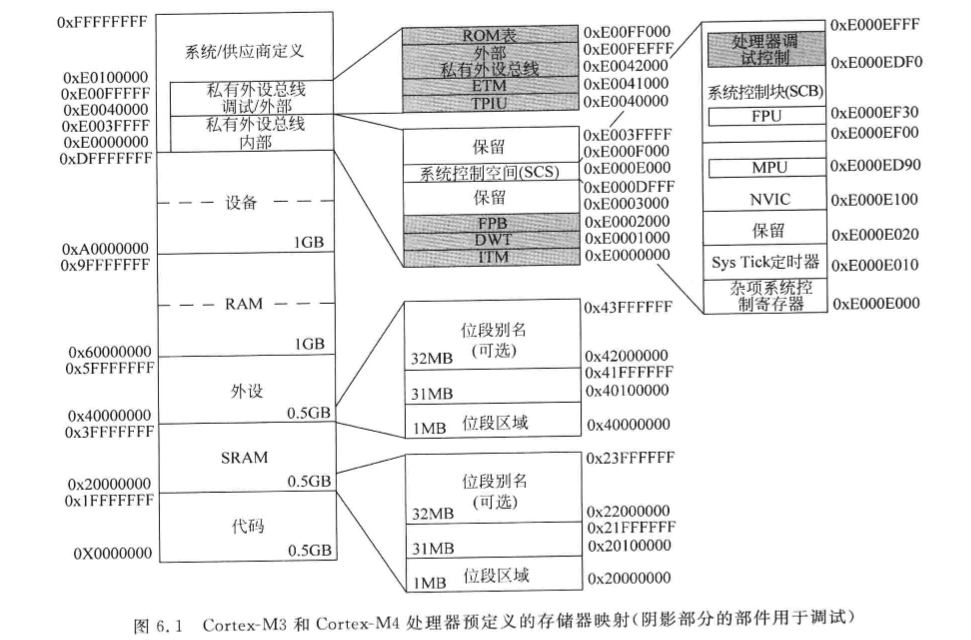 0xFFFFFFFF
系统/供应商定义
0xE0100000
0xE00FFFFF
私有外设总线
调试/外部
0xE0040000
0xE003FFFF
私有外设总线
内部
0xE0000000
0xDFFFFFFF
设备
1GB
0xA0000000
0x9FFFFFFF
RAM
1GB
0x60000000
0x5FFFFFFF
外设
0.5GB
0x40000000
0x3FFFFFFF
SRAM
0.5GB
0x20000000
0x1FFFFFFF
代码
0.5GB
0X0000000
ROM表
0xE00FF000
外部
私有外设总线
0xE00FEFFF
0xE0042000
ETM
0xE0041000
TPIU
0xE0040000
保留
0xE003FFFF
0xE000F000
系统控制空间(SCS)
0xE000E000
保留
0xE000DFFF
0xE0003000
FPB
0xE0002000
DWT
0xE0001000
ITM
0xE0000000
0x43FFFFFF
位段别名
(可选)
32MB
0x42000000
0x41FFFFFF
31MB
0x40100000
1MB 位段区域
0x40000000
0x23FFFFFF
位段别名
(可选)
32MB
0x22000000
0x21FFFFFF
31MB
0x20100000
1MB 位段区域
0x20000000
0xE000EFFF
处理器调
试控制
0xE000EDF0
系统控制块(SCB)
FPU
0xE000EF30
0xE000EF00
MPU
0xE000ED90
NVIC
0xE000E100
保留
0xE000E020
Sys Tick定时器
0xE000E010
杂项系统控
制寄存器
0xE000E000
图 6.1 Cortex-M3 和 Cortex-M4 处理器预定义的存储器映射(阴影部分的部件用于调试)